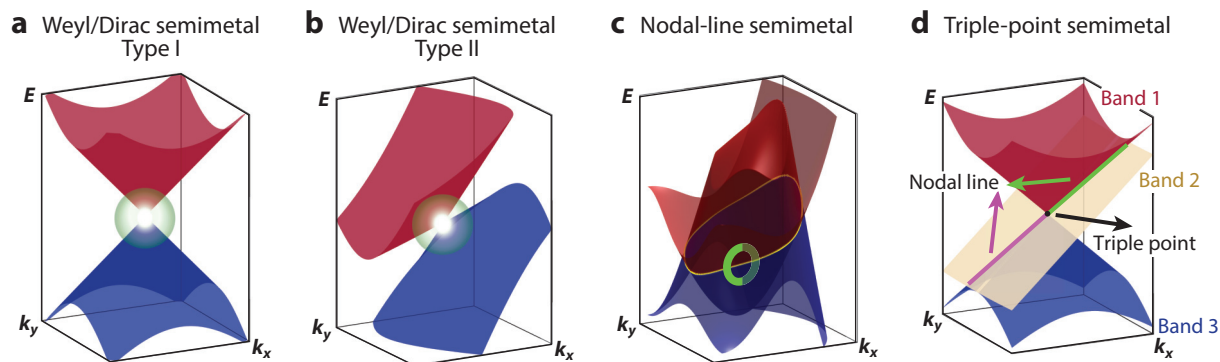 a Weyl/Dirac semimetal
Type I
b Weyl/Dirac semimetal
Type II
c Nodal-line semimetal
d Triple-point semimetal
E
k_y
k_x
E
k_y
k_x
E
k_y
k_x
E
Band 1
Nodal line
Band 2
Triple point
Band 3
k_y
k_x